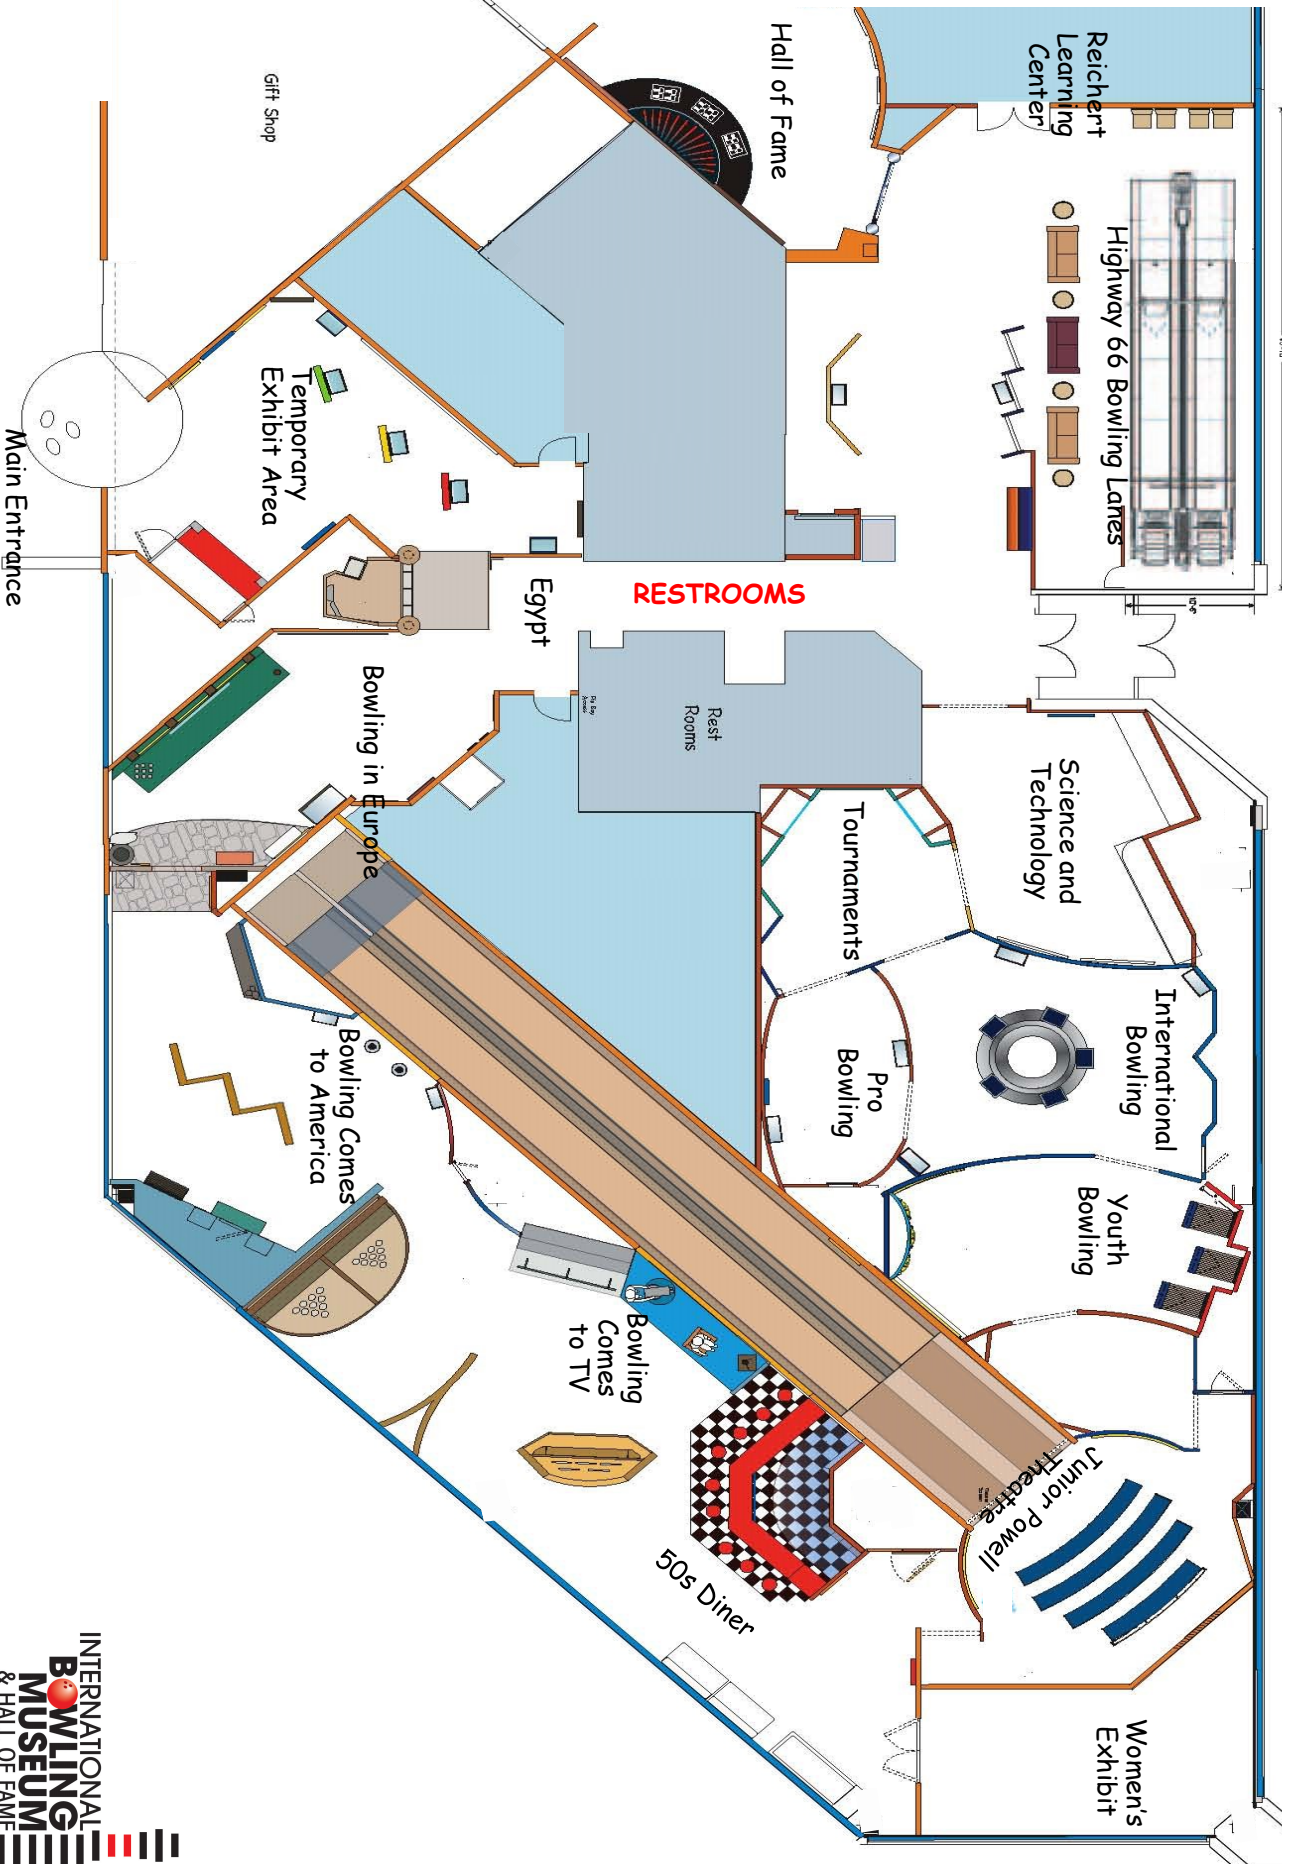 Reichert
Learning
Center
Hall of Fame
Gift Shop
Highway 66 Bowling Lanes
Temporary
Exhibit Area
Main Entrance
RESTROOMS
Egypt
Rest
Rooms
Bowling in Europe
Science and
Technology
Tournaments
International
Bowling
Pro
Bowling
Bowling Comes
to America
Youth
Bowling
Bowling
Comes
to TV
Junior Powell
Theatre
50s Diner
Women's
Exhibit
INTERNATIONAL
BOWLING
MUSEUM
& HALL OF FAME